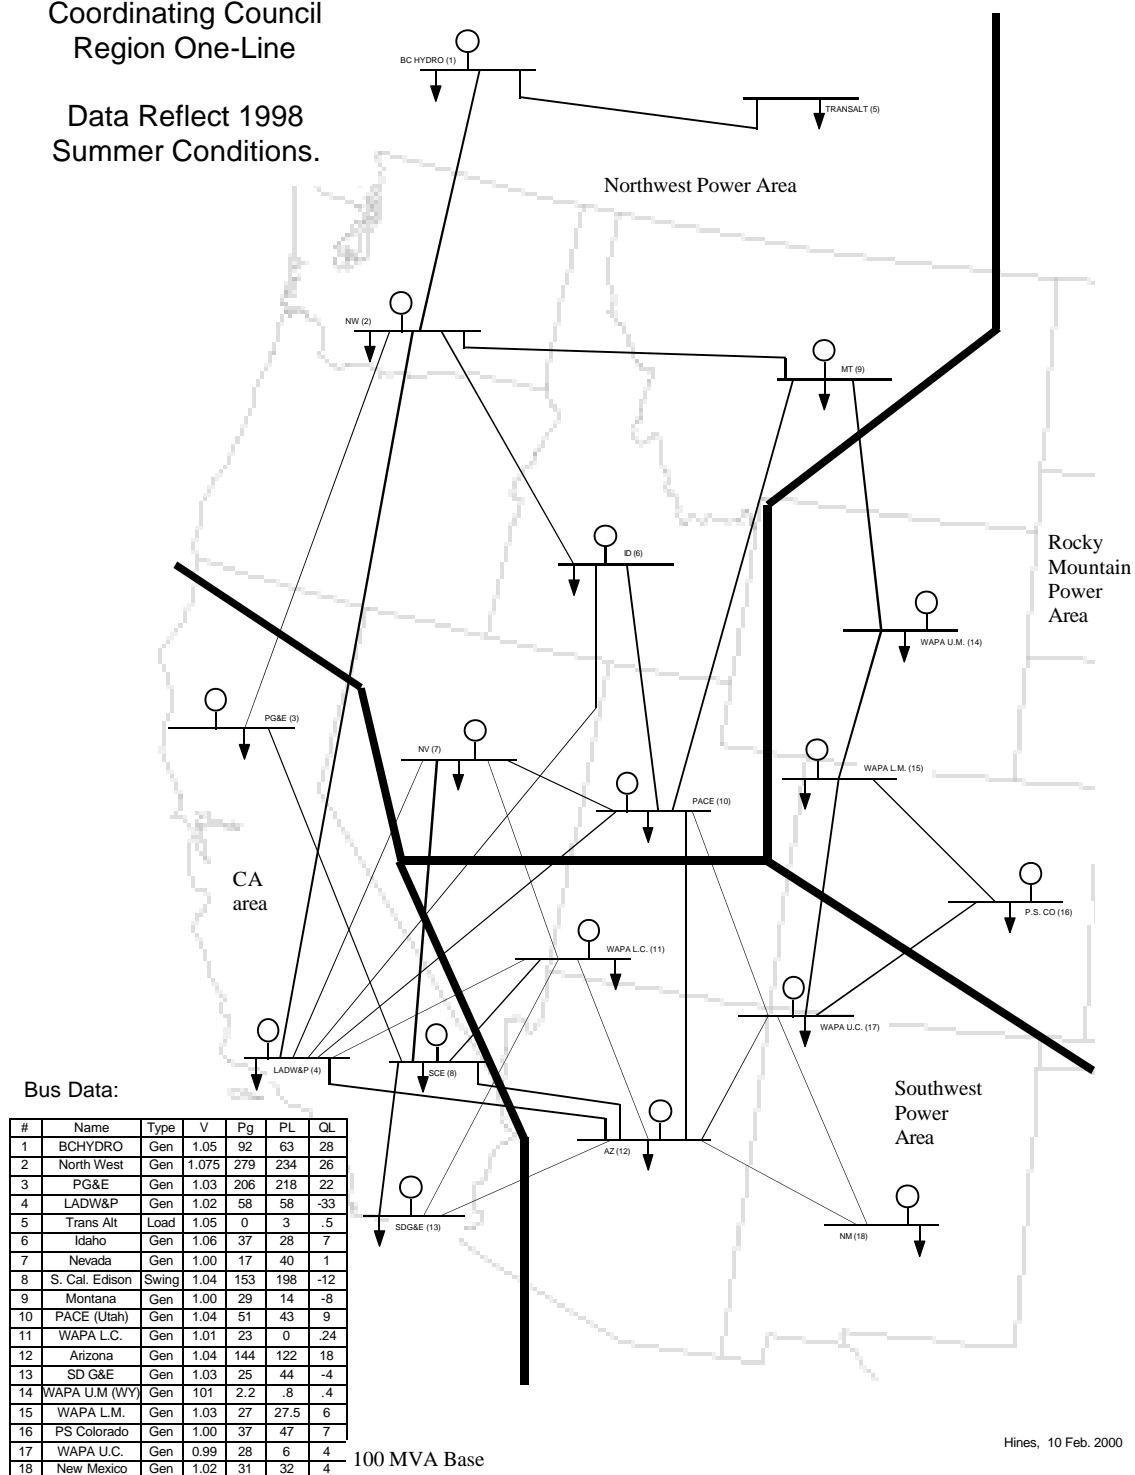 Coordinating Council
Region One-Line
Data Reflect 1998
Summer Conditions.
BC HYDRO (1)
TRANSALT (5)
Northwest Power Area
NW (2)
MT (9)
ID (6)
Rocky
Mountain
Power
Area
WAPA U.M. (14)
PG&E (3)
NV (7)
WAPA L.M. (15)
PACE (10)
CA
area
P.S. CO (16)
WAPA L.C. (11)
WAPA U.C. (17)
LADW&P (4)
SCE (8)
Southwest
Power
Area
AZ (12)
SDG&E (13)
NM (18)
Bus Data:
# Name Type V Pg PL QL
1 BCHYDRO Gen 1.05 92 63 28
2 North West Gen 1.075 279 234 26
3 PG&E Gen 1.03 206 218 22
4 LADW&P Gen 1.02 58 58 -33
5 Trans Alt Load 1.05 0 3 .5
6 Idaho Gen 1.06 37 28 7
7 Nevada Gen 1.00 17 40 1
8 S. Cal. Edison Swing 1.04 153 198 -12
9 Montana Gen 1.00 29 14 -8
10 PACE (Utah) Gen 1.04 51 43 9
11 WAPA L.C. Gen 1.01 23 0 .24
12 Arizona Gen 1.04 144 122 18
13 SD G&E Gen 1.03 25 44 -4
14 WAPA U.M (WY) Gen 101 2.2 .8 .4
15 WAPA L.M. Gen 1.03 27 27.5 6
16 PS Colorado Gen 1.00 37 47 7
17 WAPA U.C. Gen 0.99 28 6 4
18 New Mexico Gen 1.02 31 32 4
100 MVA Base
Hines, 10 Feb. 2000